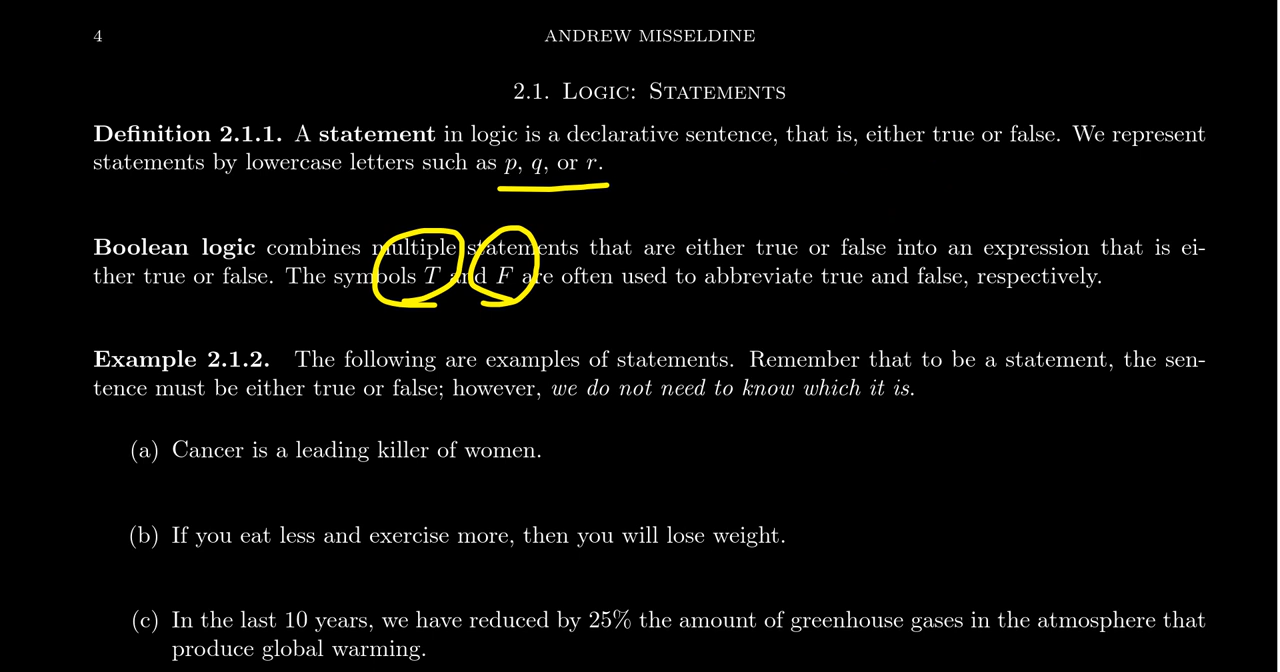 4
ANDREW MISSELDINE
2.1. LOGIC: STATEMENTS
Definition 2.1.1. A statement in logic is a declarative sentence, that is, either true or false. We represent
statements by lowercase letters such as p, q, or r.
Boolean logic combines multiple statements that are either true or false into an expression that is ei-
ther true or false. The symbols T and F are often used to abbreviate true and false, respectively.
Example 2.1.2. The following are examples of statements. Remember that to be a statement, the sen-
tence must be either true or false; however, we do not need to know which it is.
(a) Cancer is a leading killer of women.
(b) If you eat less and exercise more, then you will lose weight.
(c) In the last 10 years, we have reduced by 25% the amount of greenhouse gases in the atmosphere that
produce global warming.